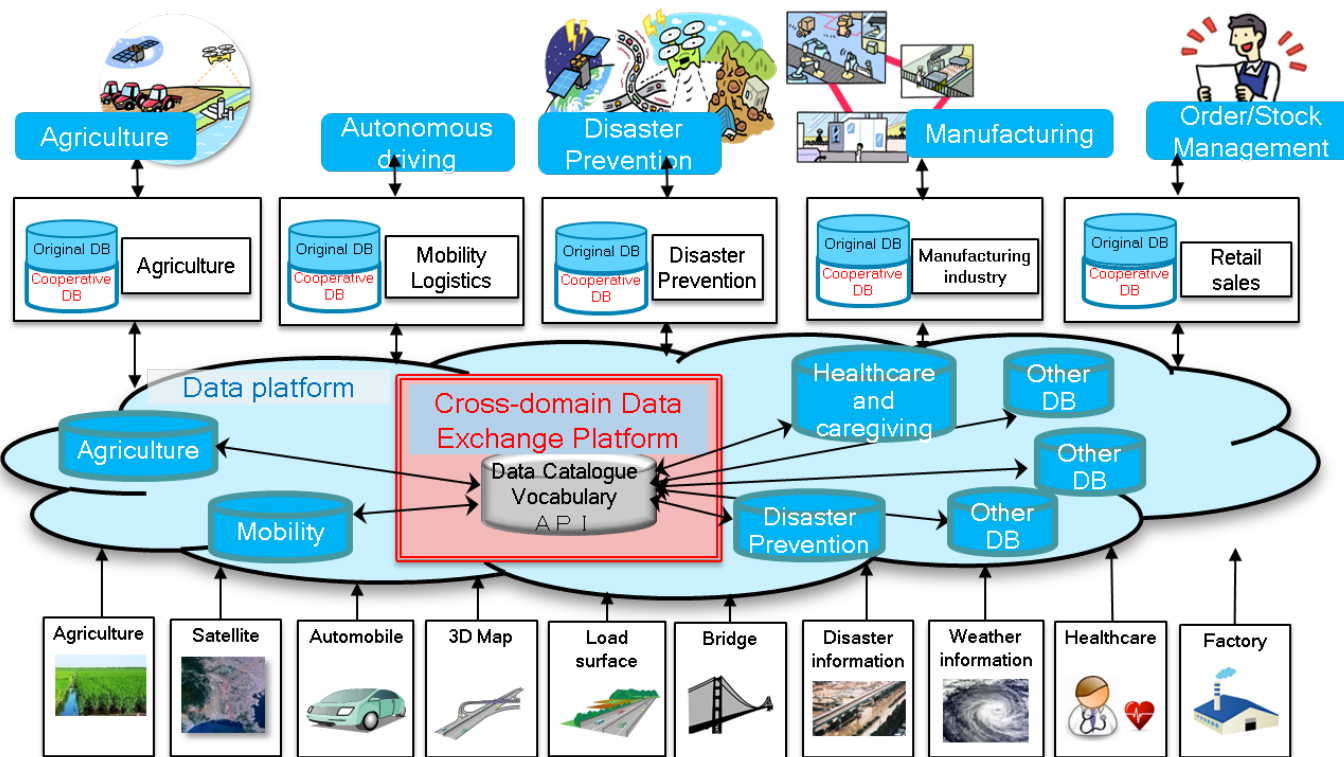 Agriculture
Autonomous
driving
Disaster
Prevention
Manufacturing
Order/Stock
Management
Original DB
Cooperative
DB
Agriculture
Original DB
Cooperative
DB
Mobility
Logistics
Original DB
Cooperative
DB
Disaster
Prevention
Original DB
Cooperative
DB
Manufacturing
industry
Original DB
Cooperative
DB
Retail
sales
Data platform
Cross-domain Data
Exchange Platform
Data Catalogue
Vocabulary
ＡＰＩ
Agriculture
Mobility
Healthcare
and
caregiving
Other
DB
Other
DB
Disaster
Prevention
Other
DB
Agriculture
Satellite
Automobile
3D Map
Load
surface
Bridge
Disaster
information
Weather
information
Healthcare
Factory